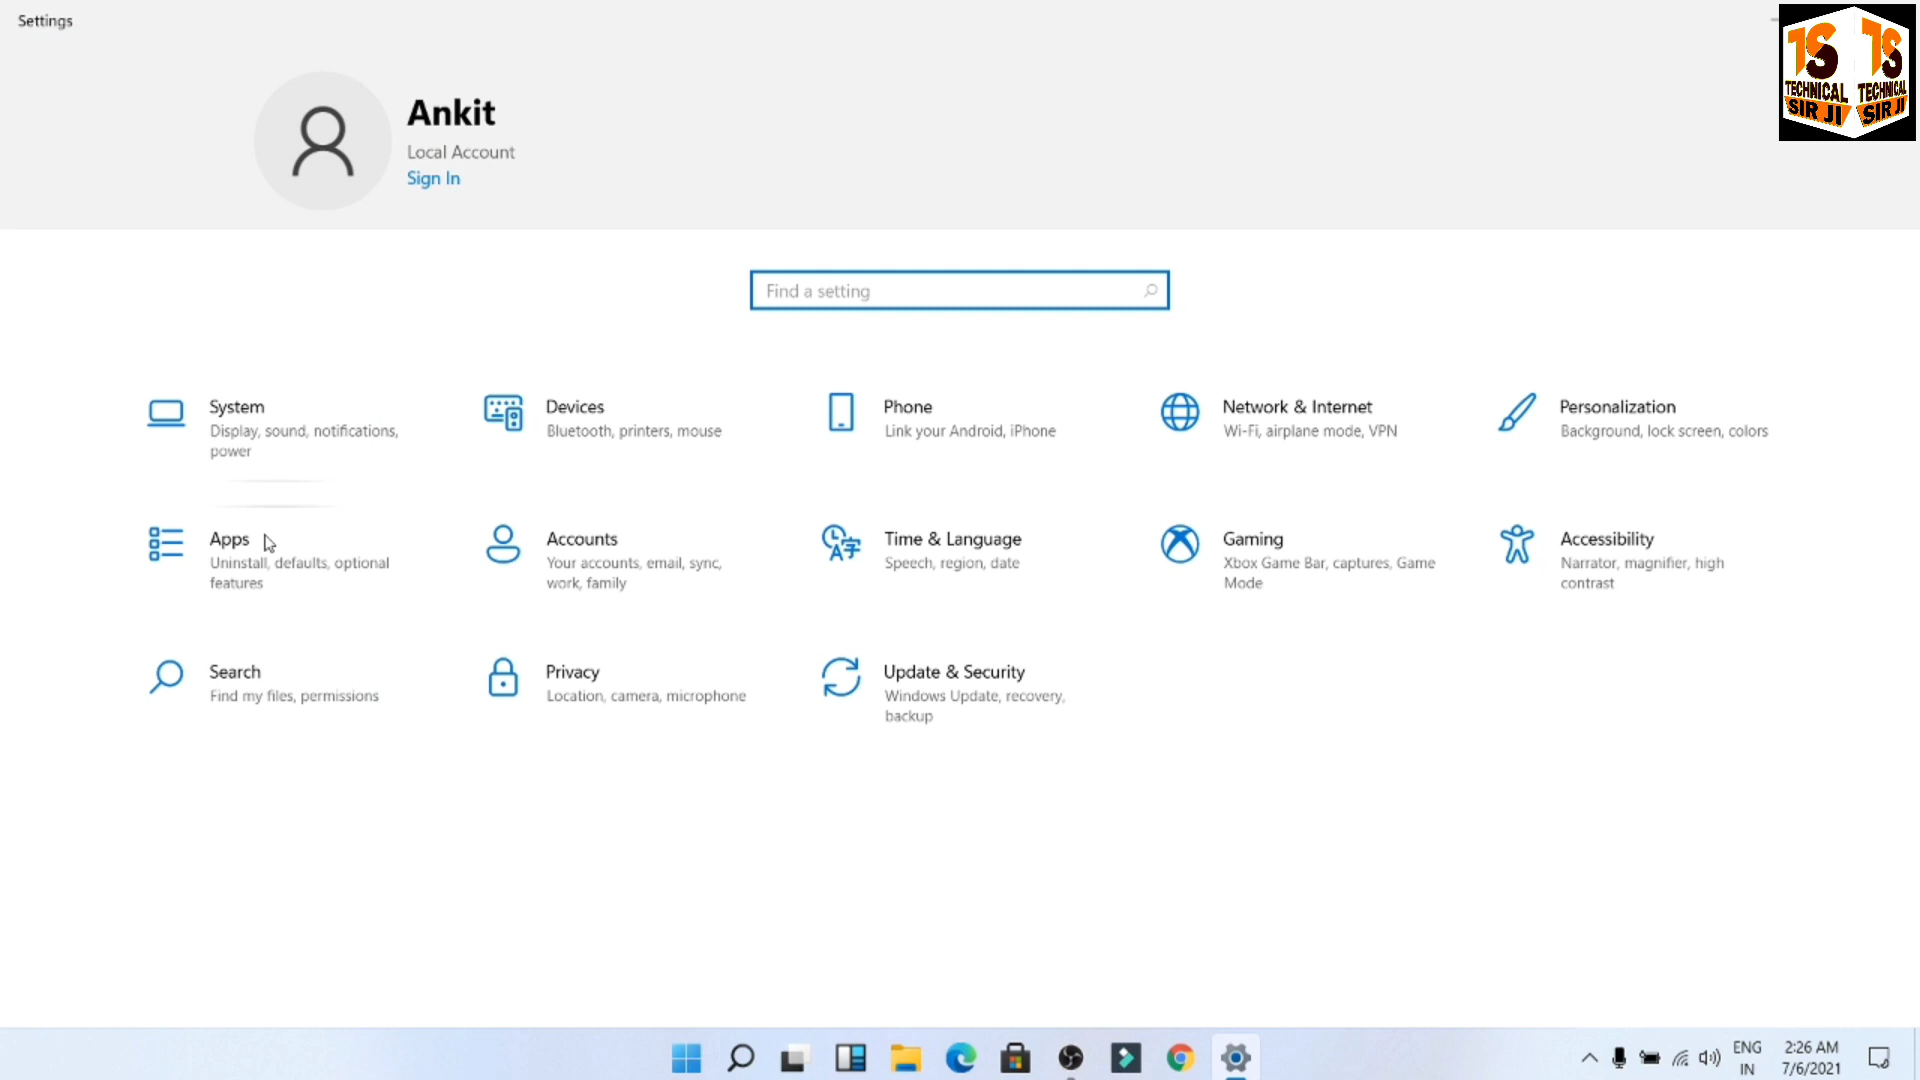 Settings
Ankit
Local Account
Sign In
TS TS
TECHNICAL TECHNICAL
SIR JI SIR JI
Find a setting
System
Display, sound, notifications,
power
Devices
Bluetooth, printers, mouse
Phone
Link your Android, iPhone
Network & Internet
Wi-Fi, airplane mode, VPN
Personalization
Background, lock screen, colors
Apps
Uninstall, defaults, optional
features
Accounts
Your accounts, email, sync,
work, family
Time & Language
Speech, region, date
Gaming
Xbox Game Bar, captures, Game
Mode
Accessibility
Narrator, magnifier, high
contrast
Search
Find my files, permissions
Privacy
Location, camera, microphone
Update & Security
Windows Update, recovery,
backup
ENG
IN
2:26 AM
7/6/2021